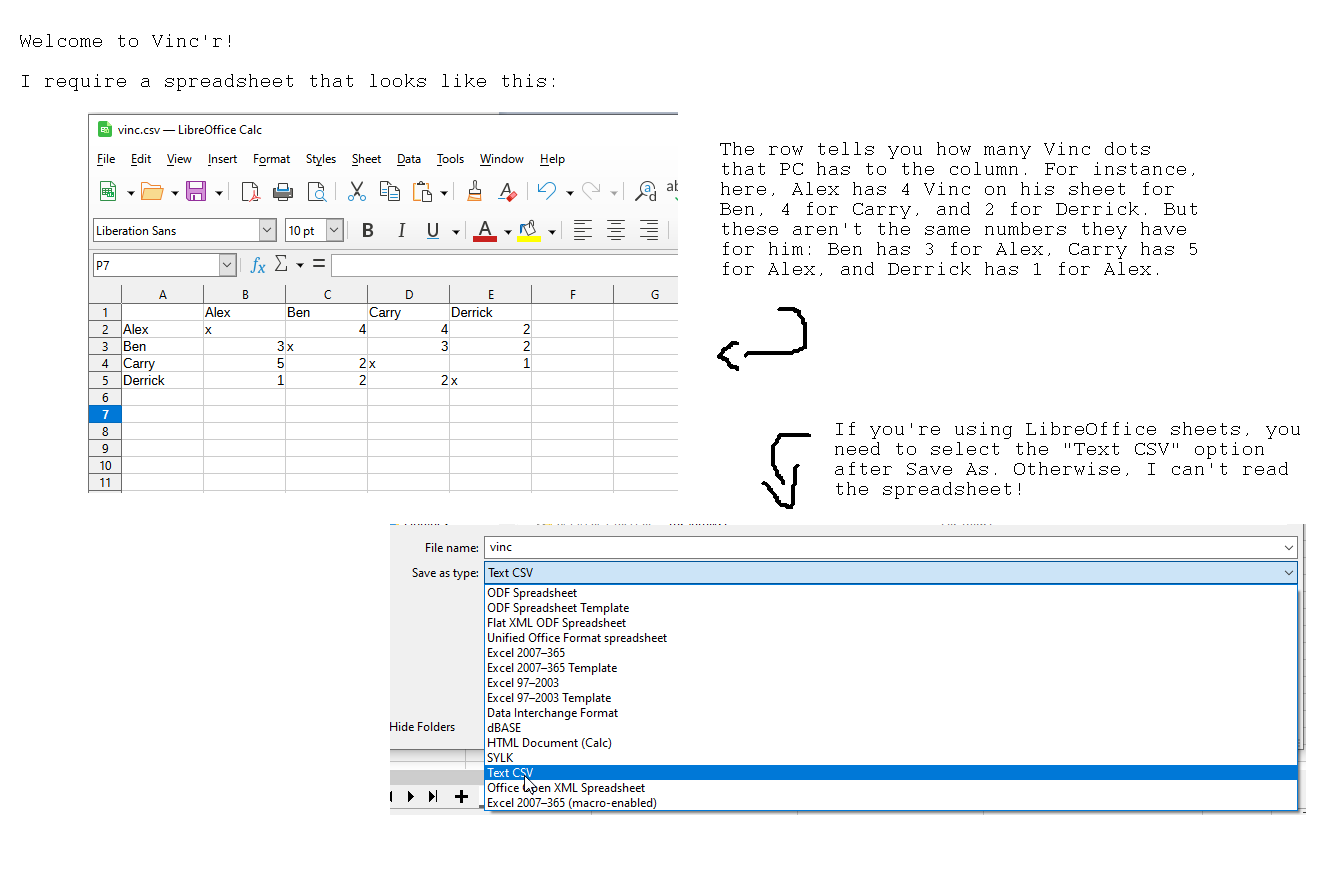 Welcome to Vinc'r!
I require a spreadsheet that looks like this:
vinc.csv — LibreOffice Calc
File Edit View Insert Format Styles Sheet Data Tools Window Help
Liberation Sans 10 pt B I U A
P7 fx Σ =
A B C D E F G
1 Alex Ben Carry Derrick
2 Alex x 4 4 2
3 Ben 3 x 3 2
4 Carry 5 2 x 1
5 Derrick 1 2 2 x
6
7
8
9
10
11
The row tells you how many Vinc dots
that PC has to the column. For instance,
here, Alex has 4 Vinc on his sheet for
Ben, 4 for Carry, and 2 for Derrick. But
these aren't the same numbers they have
for him: Ben has 3 for Alex, Carry has 5
for Alex, and Derrick has 1 for Alex.
If you're using LibreOffice sheets, you
need to select the "Text CSV" option
after Save As. Otherwise, I can't read
the spreadsheet!
File name: vinc
Save as type: Text CSV
ODF Spreadsheet
ODF Spreadsheet Template
Flat XML ODF Spreadsheet
Unified Office Format spreadsheet
Excel 2007–365
Excel 2007–365 Template
Excel 97–2003
Excel 97–2003 Template
Data Interchange Format
Hide Folders
dBASE
HTML Document (Calc)
SYLK
Text CSV
Office Open XML Spreadsheet
Excel 2007–365 (macro-enabled)